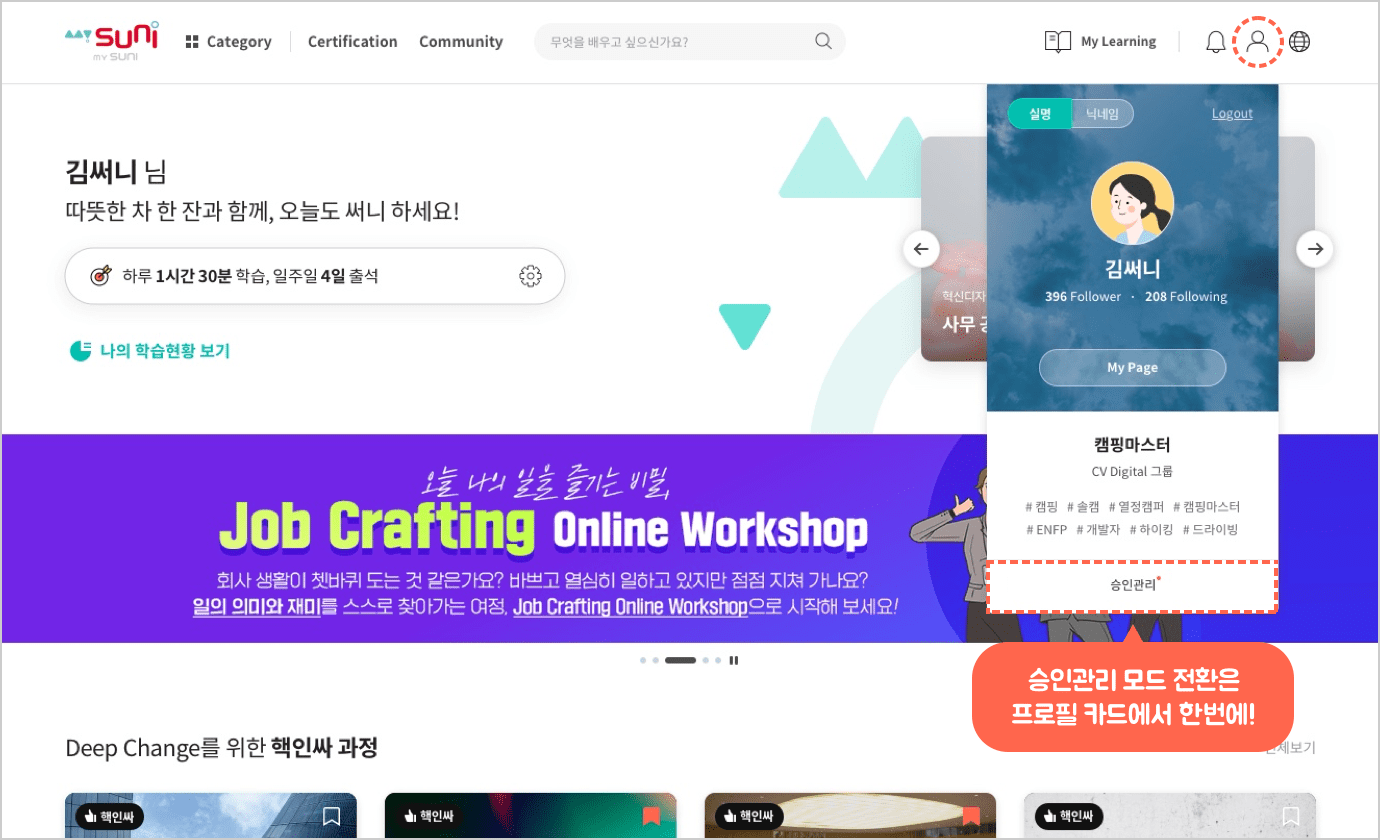 mySUNI
MY SUNI
Category
Certification
Community
무엇을 배우고 싶으신가요?
My Learning
김써니 님
따뜻한 차 한 잔과 함께, 오늘도 써니 하세요!
하루 1시간 30분 학습, 일주일 4일 출석
나의 학습현황 보기
혁신디자
사무 공
실명
닉네임
Logout
김써니
396 Follower · 208 Following
My Page
캠핑마스터
CV Digital 그룹
# 캠핑 # 솔캠 # 열정캠퍼 # 캠핑마스터
# ENFP # 개발자 # 하이킹 # 드라이빙
승인관리
오늘 나의 일을 즐기는 비밀,
Job Crafting Online Workshop
회사 생활이 쳇바퀴 도는 것 같은가요? 바쁘고 열심히 일하고 있지만 점점 지쳐 가나요?
일의 의미와 재미를 스스로 찾아가는 여정, Job Crafting Online Workshop으로 시작해 보세요!
승인관리 모드 전환은
프로필 카드에서 한번에!
Deep Change를 위한 핵인싸 과정
전체보기
핵인싸
핵인싸
핵인싸
핵인싸